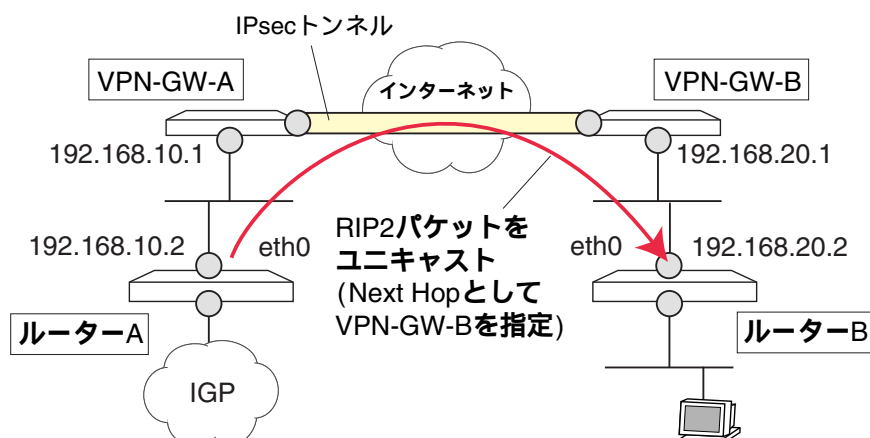 IPsecトンネル
VPN-GW-A
インターネット
VPN-GW-B
192.168.10.1
192.168.20.1
RIP2パケットを
ユニキャスト
(Next Hopとして
VPN-GW-Bを指定)
192.168.10.2
eth0
eth0
192.168.20.2
ルーターA
ルーターB
IGP